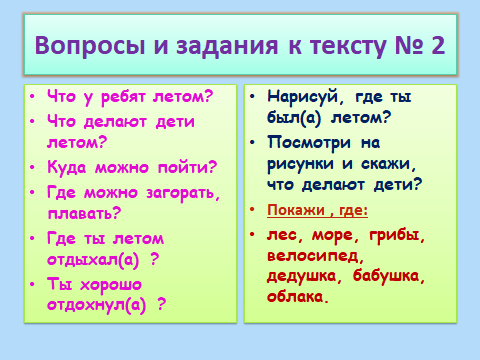 Вопросы и задания к тексту № 2
• Что у ребят летом?
• Что делают дети
летом?
• Куда можно пойти?
• Где можно загорать,
плавать?
• Где ты летом
отдыхал(а) ?
• Ты хорошо
отдохнул(а) ?
• Нарисуй, где ты
был(а) летом?
• Посмотри на
рисунки и скажи,
что делают дети?
• Покажи , где:
• лес, море, грибы,
велосипед,
дедушка, бабушка,
облака.